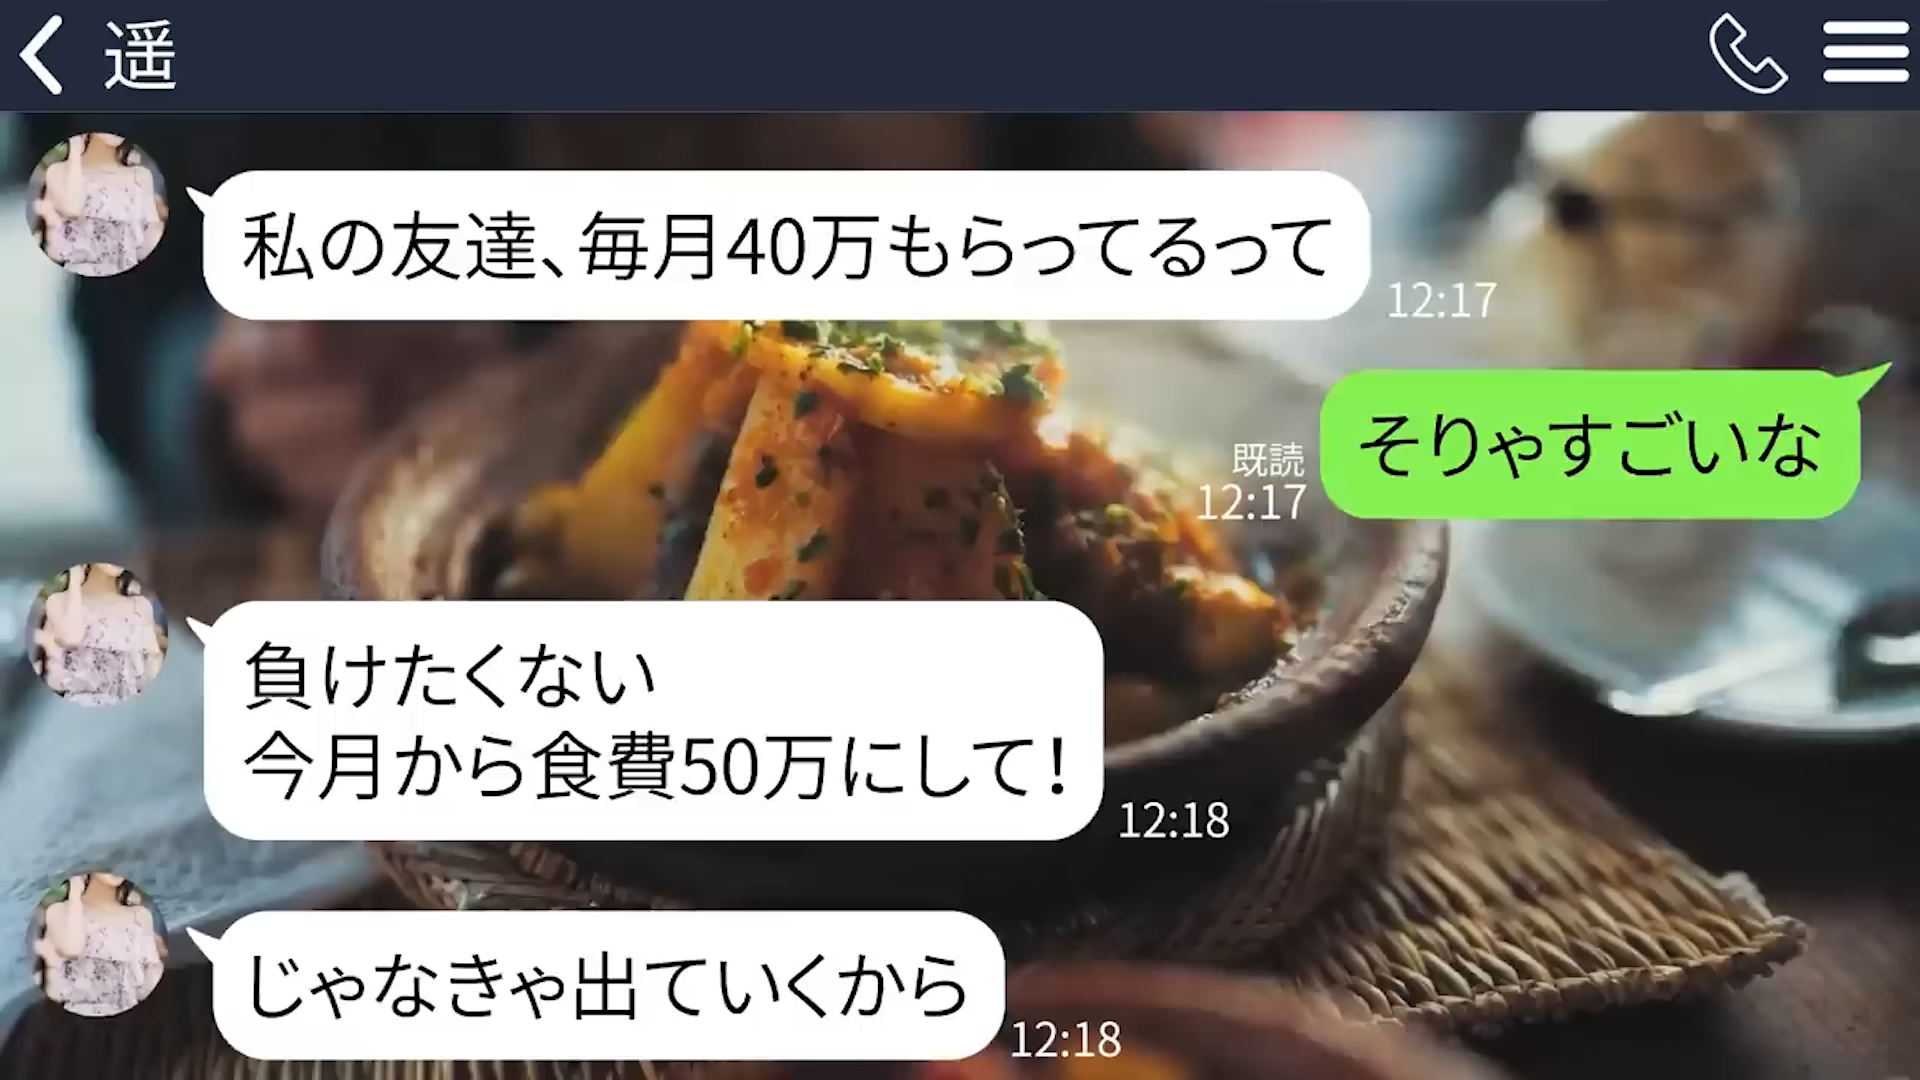 遥
私の友達、毎月40万もらってるって
12:17
そりゃすごいな
既読
12:17
負けたくない
今月から食費50万にして!
12:18
じゃなきゃ出ていくから
12:18